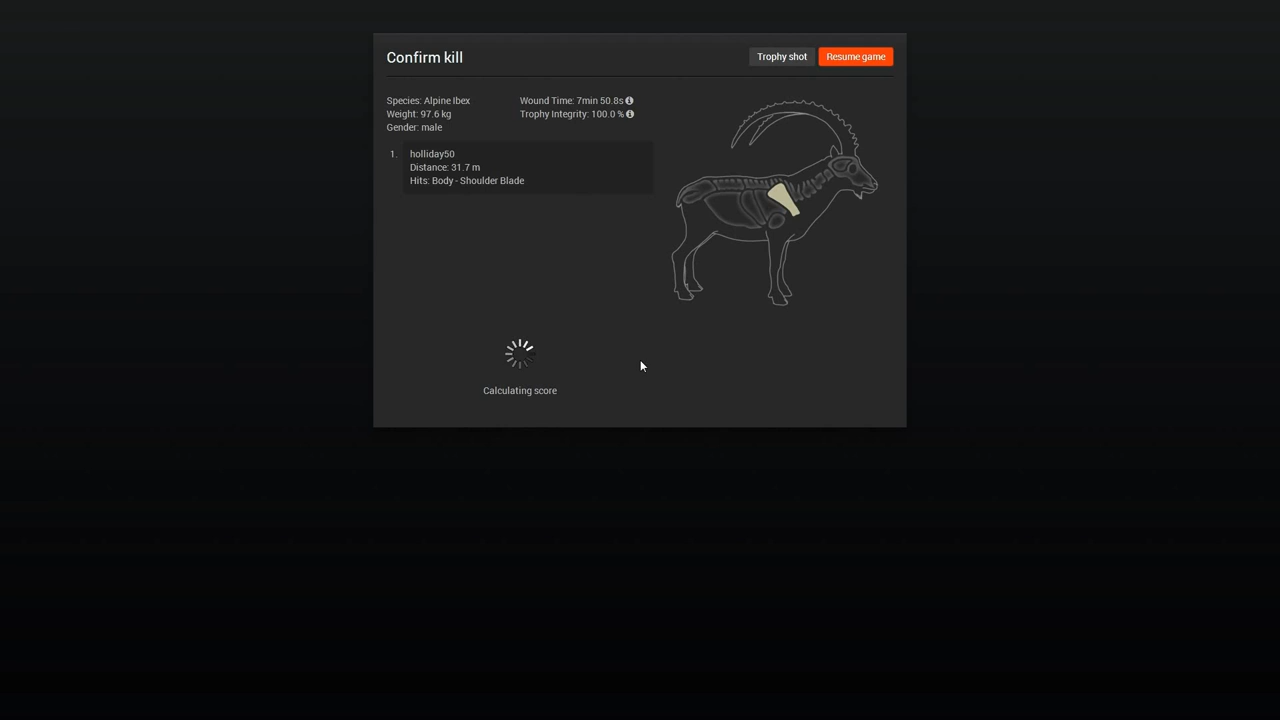 Confirm kill
Trophy shot
Resume game
Species: Alpine Ibex
Weight: 97.6 kg
Gender: male
Wound Time: 7min 50.8s
Trophy Integrity: 100.0 %
1.
holliday50
Distance: 31.7 m
Hits: Body - Shoulder Blade
Calculating score